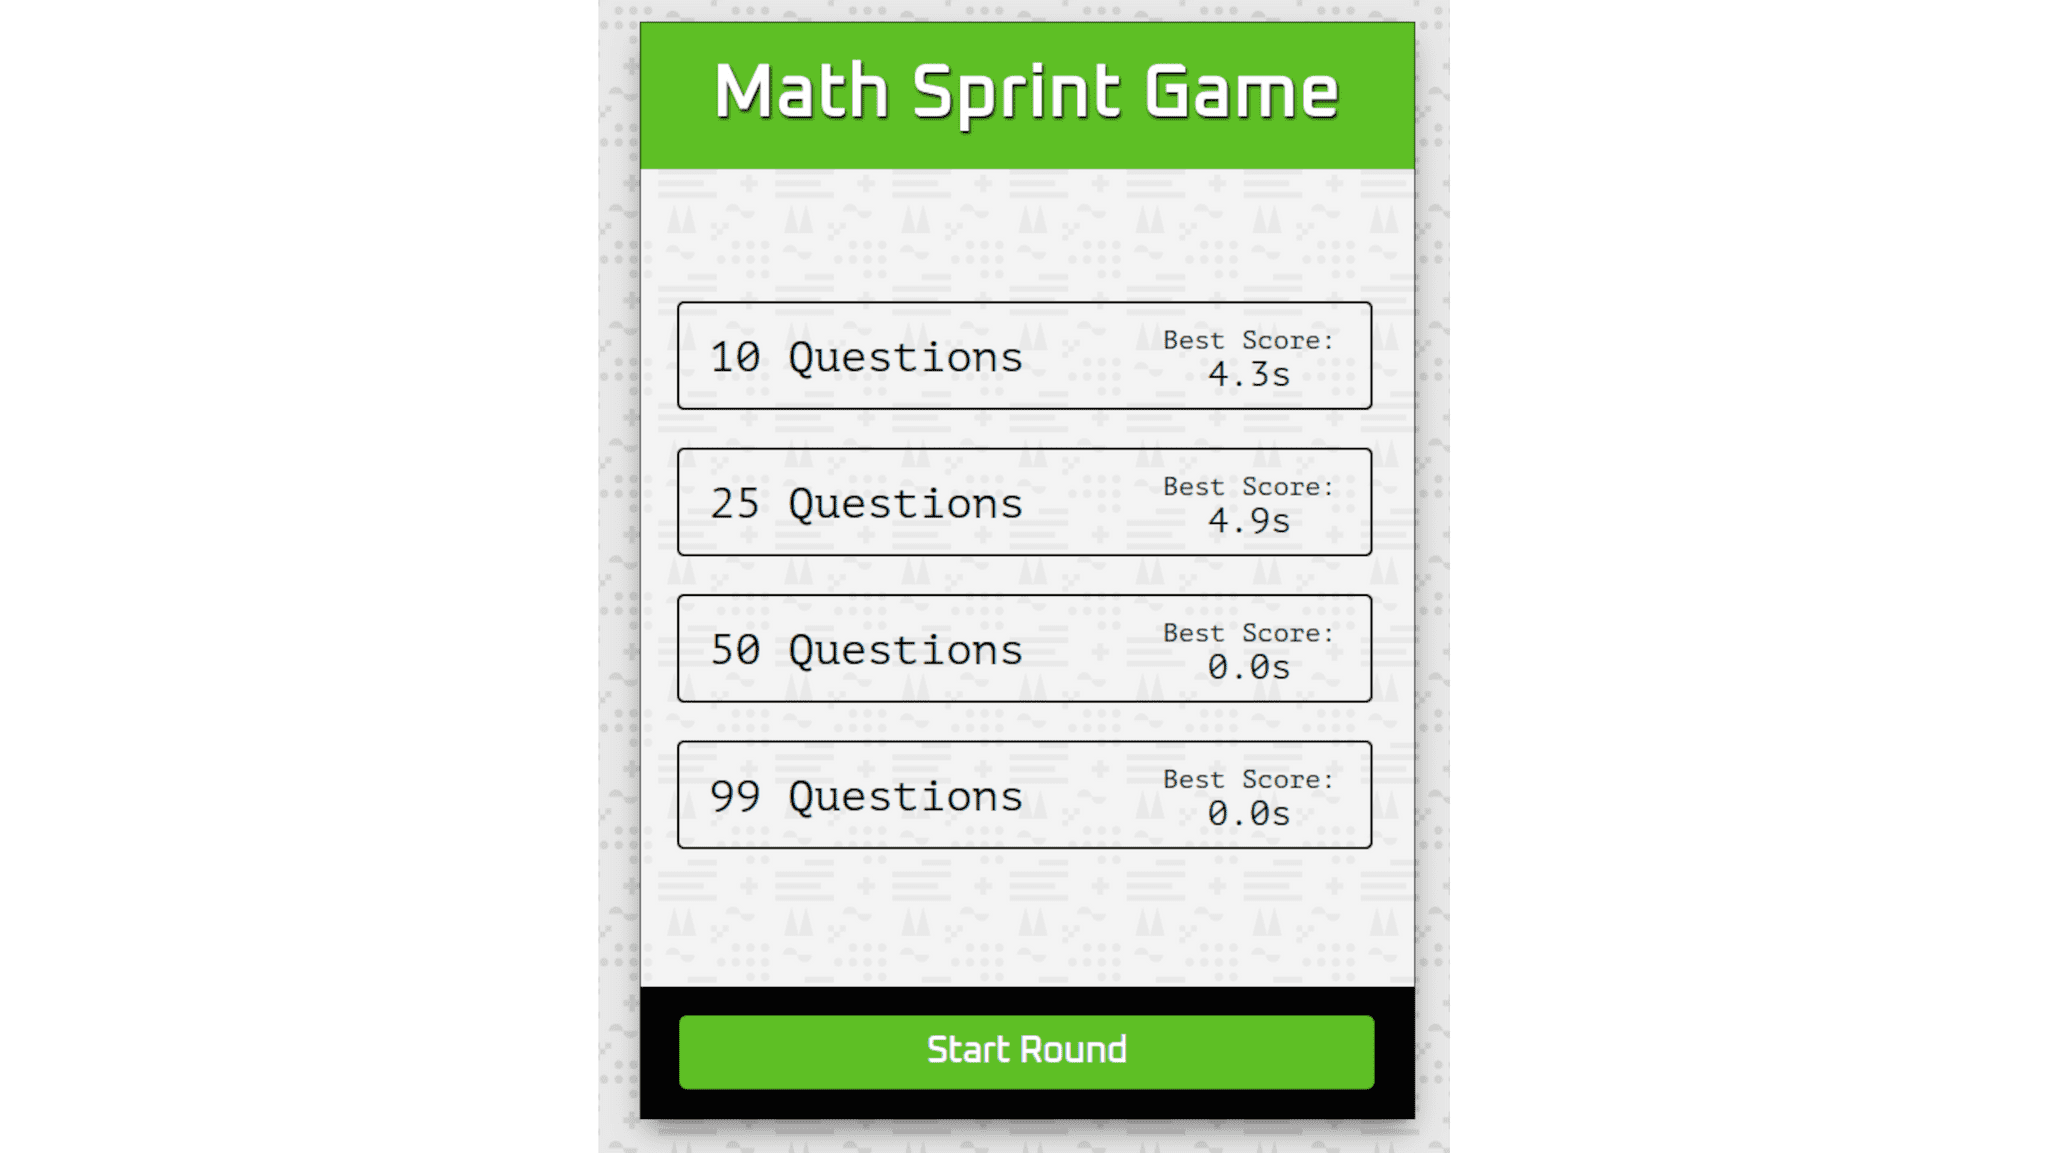 Math Sprint Game
10 Questions
Best Score:
4.3s
25 Questions
Best Score:
4.9s
50 Questions
Best Score:
0.0s
99 Questions
Best Score:
0.0s
Start Round